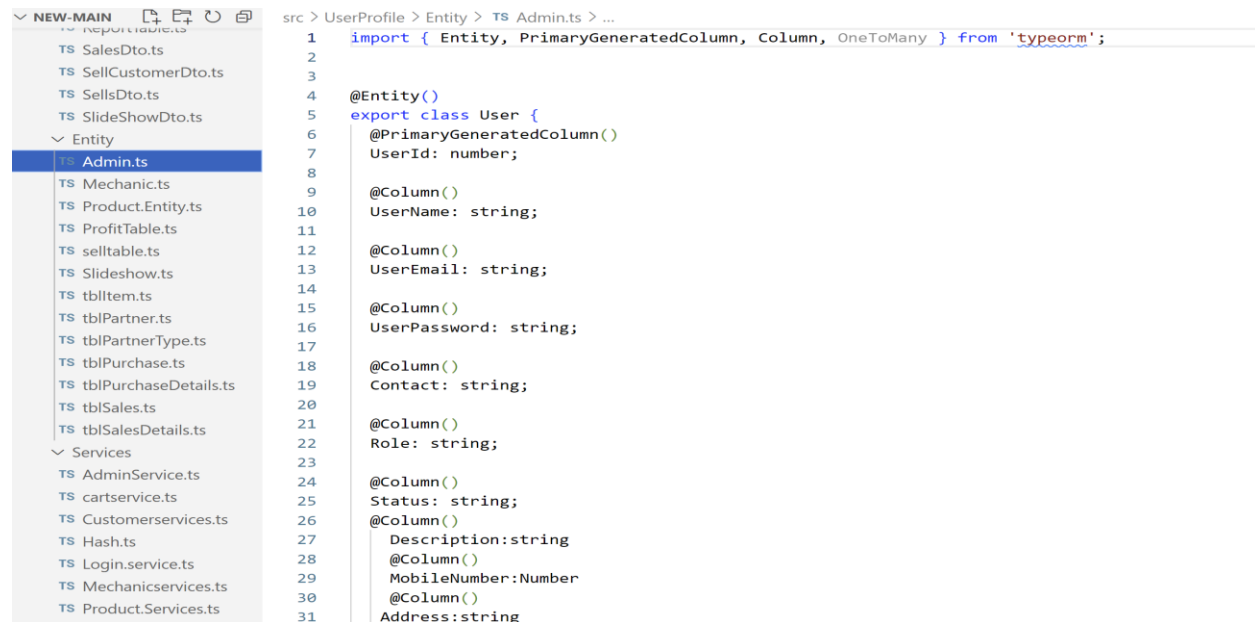 NEW-MAIN
ReportTable.ts
TS SalesDto.ts
TS SellCustomerDto.ts
TS SellsDto.ts
TS SlideShowDto.ts
Entity
TS Admin.ts
TS Mechanic.ts
TS Product.Entity.ts
TS ProfitTable.ts
TS selltable.ts
TS Slideshow.ts
TS tblItem.ts
TS tblPartner.ts
TS tblPartnerType.ts
TS tblPurchase.ts
TS tblPurchaseDetails.ts
TS tblSales.ts
TS tblSalesDetails.ts
Services
TS AdminService.ts
TS cartservice.ts
TS Customerservices.ts
TS Hash.ts
TS Login.service.ts
TS Mechanicservices.ts
TS Product.Services.ts
src > UserProfile > Entity > TS Admin.ts > ...
1 import { Entity, PrimaryGeneratedColumn, Column, OneToMany } from 'typeorm';
2
3
4 @Entity()
5 export class User {
6 @PrimaryGeneratedColumn()
7 UserId: number;
8
9 @Column()
10 UserName: string;
11
12 @Column()
13 UserEmail: string;
14
15 @Column()
16 UserPassword: string;
17
18 @Column()
19 Contact: string;
20
21 @Column()
22 Role: string;
23
24 @Column()
25 Status: string;
26 @Column()
27 Description:string
28 @Column()
29 MobileNumber:Number
30 @Column()
31 Address:string